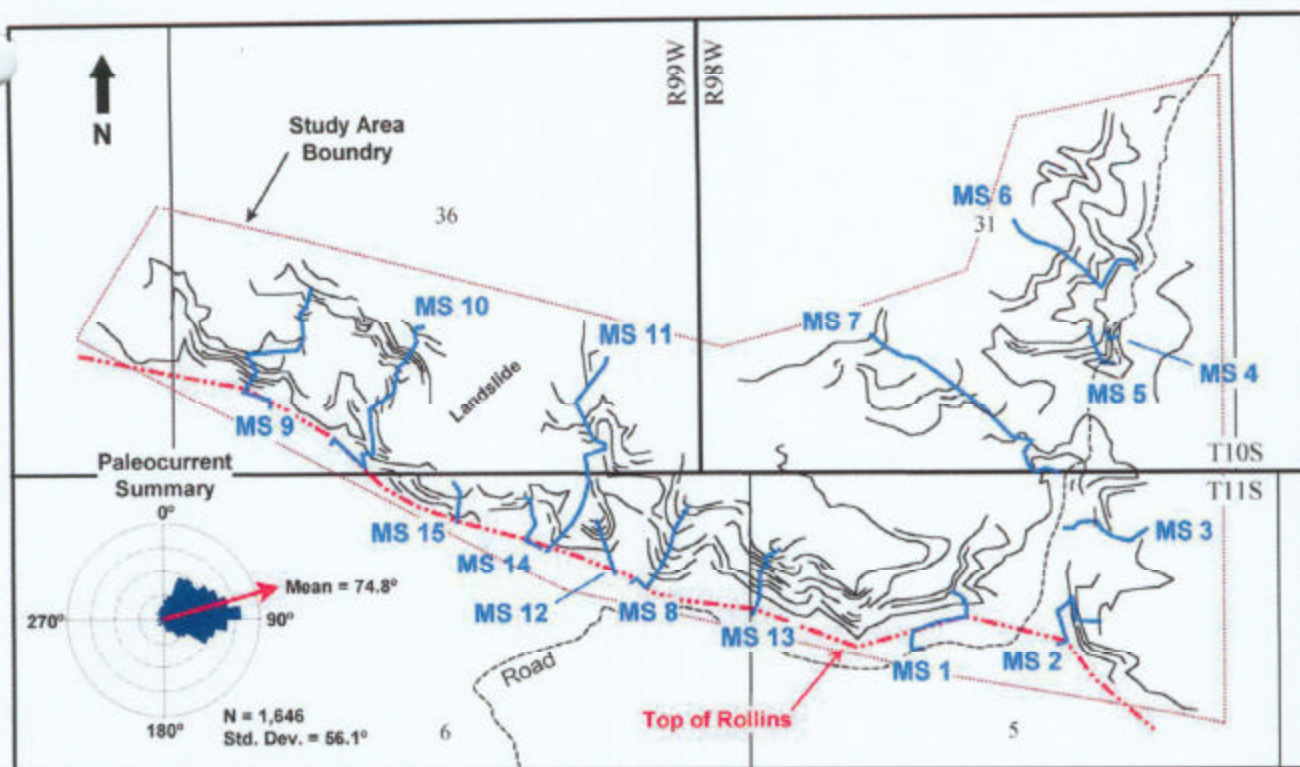 N
R99W
R98W
Study Area
Boundry
36
MS 6
31
MS 10
MS 11
MS 7
MS 4
MS 5
Landslide
MS 9
T10S
T11S
Paleocurrent
Summary
0°
270°
90°
180°
Mean = 74.8°
N = 1,646
Std. Dev. = 56.1°
MS 15
MS 14
MS 12
MS 8
MS 13
MS 3
MS 1
MS 2
Road
Top of Rollins
6
5